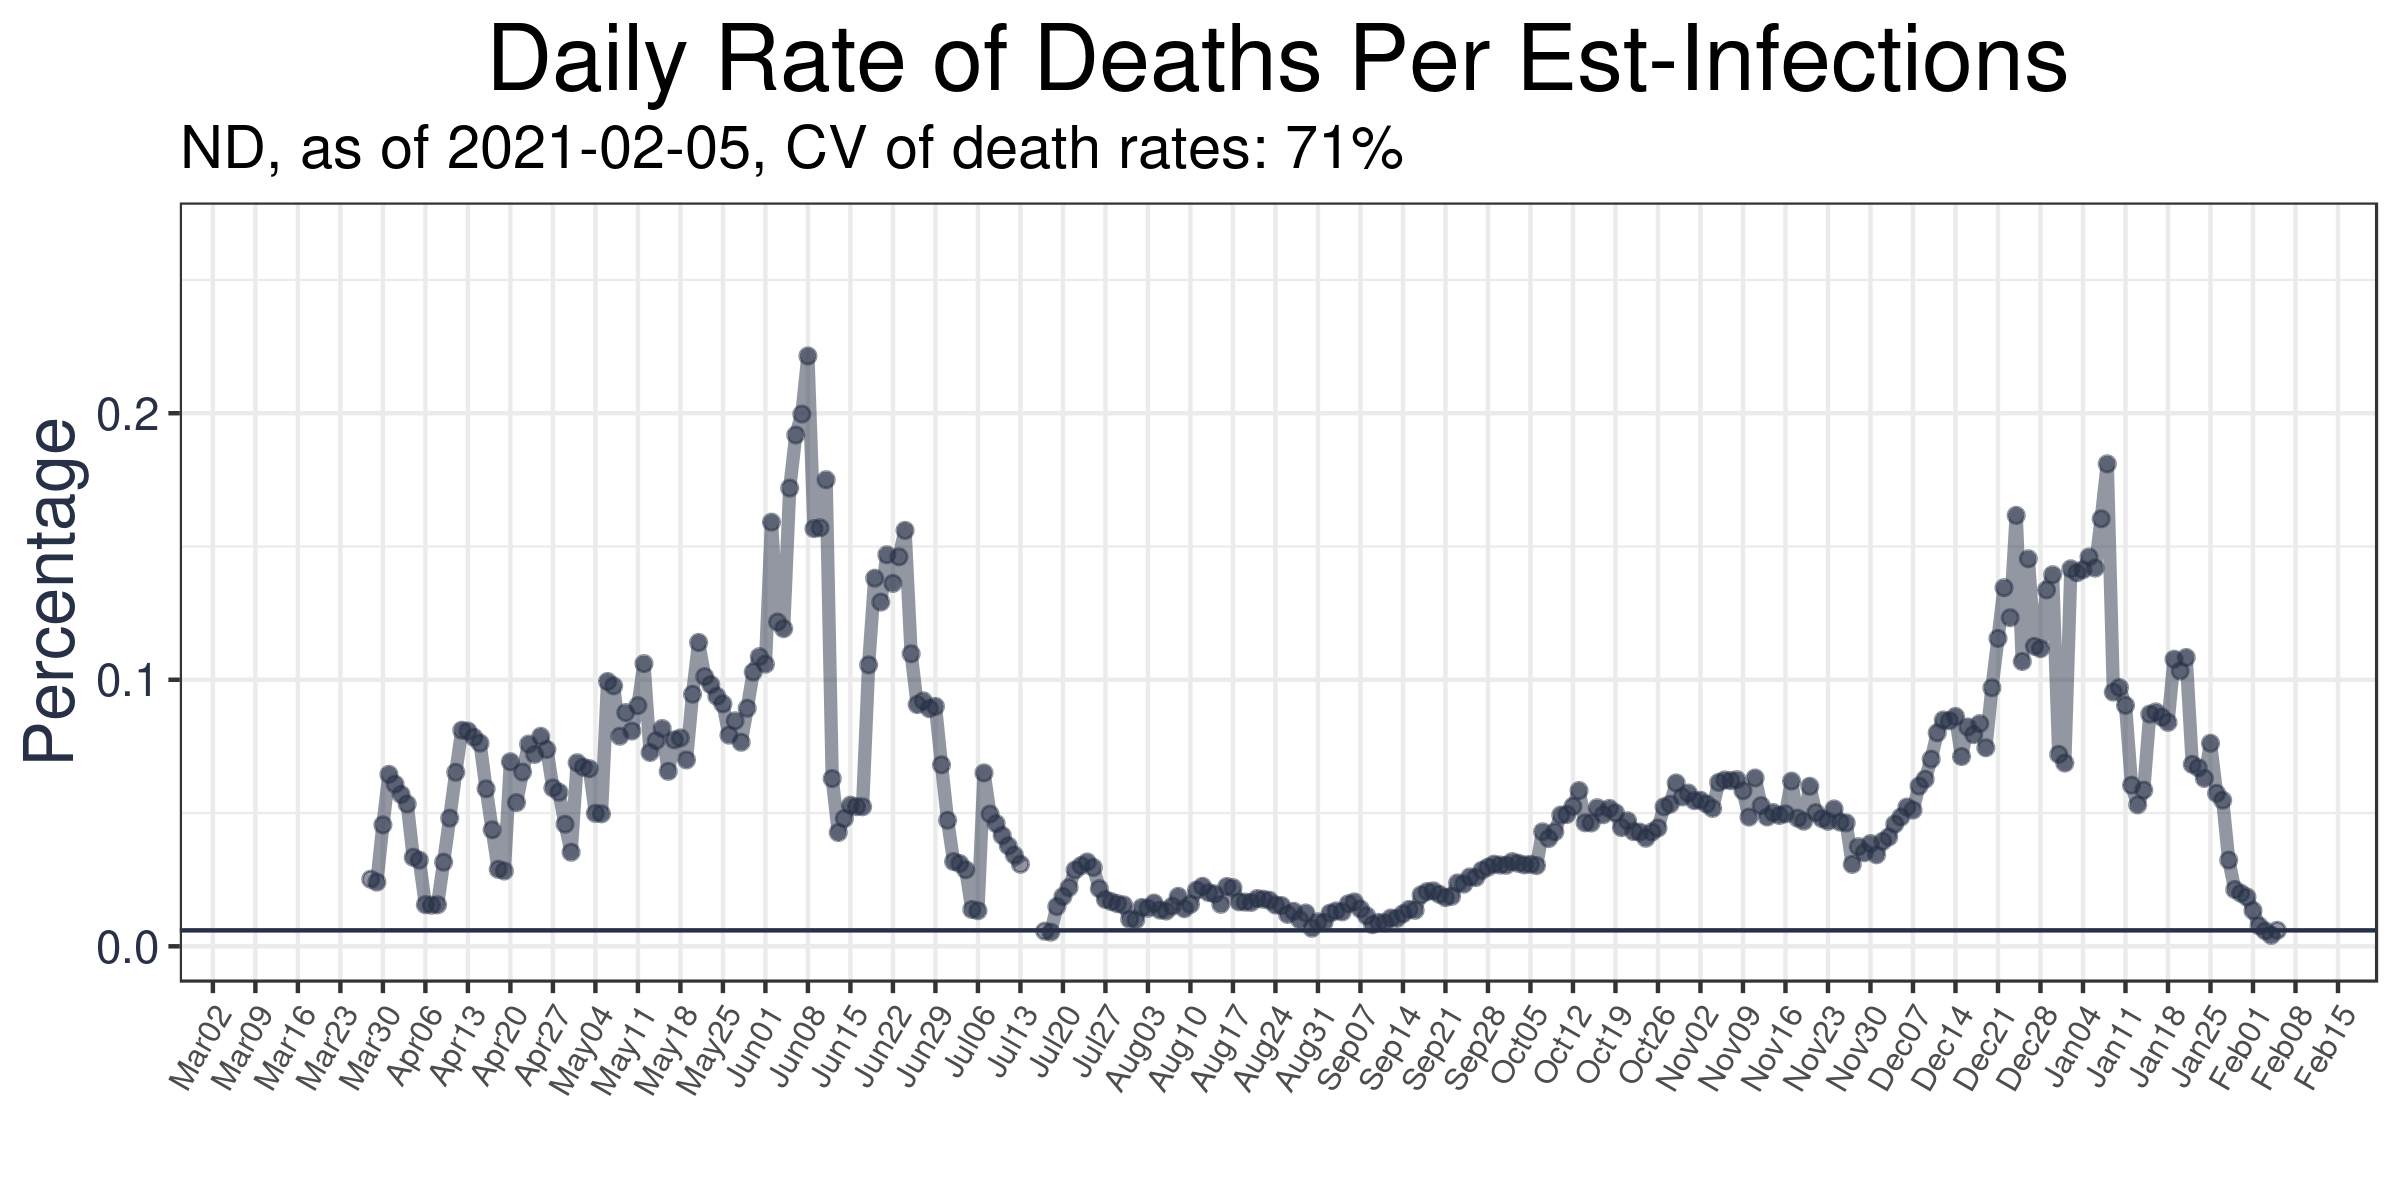 Daily Rate of Deaths Per Est-Infections
ND, as of 2021-02-05, CV of death rates: 71%
Percentage
0.2
0.1
0.0
Mar02
Mar09
Mar16
Mar23
Mar30
Apr06
Apr13
Apr20
Apr27
May04
May11
May18
May25
Jun01
Jun08
Jun15
Jun22
Jun29
Jul06
Jul13
Jul20
Jul27
Aug03
Aug10
Aug17
Aug24
Aug31
Sep07
Sep14
Sep21
Sep28
Oct05
Oct12
Oct19
Oct26
Nov02
Nov09
Nov16
Nov23
Nov30
Dec07
Dec14
Dec21
Dec28
Jan04
Jan11
Jan18
Jan25
Feb01
Feb08
Feb15